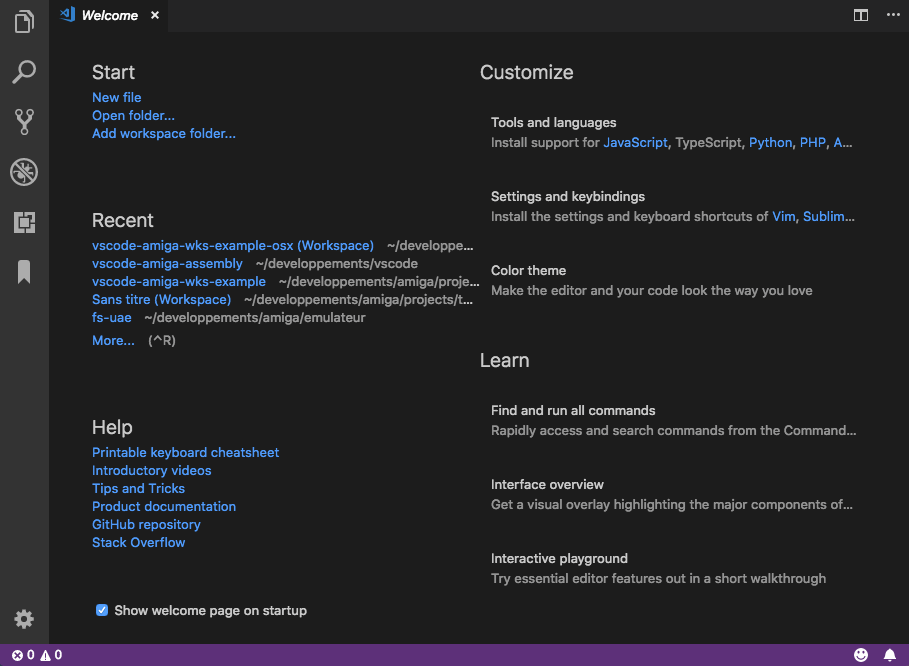 Welcome
Start
New file
Open folder...
Add workspace folder...
Recent
vscode-amiga-wks-example-osx (Workspace) ~/developpe...
vscode-amiga-assembly ~/developpements/vscode
vscode-amiga-wks-example ~/developpements/amiga/proje...
Sans titre (Workspace) ~/developpements/amiga/projects/t...
fs-uae ~/developpements/amiga/emulateur
More... (^R)
Help
Printable keyboard cheatsheet
Introductory videos
Tips and Tricks
Product documentation
GitHub repository
Stack Overflow
Show welcome page on startup
Customize
Tools and languages
Install support for JavaScript, TypeScript, Python, PHP, A...
Settings and keybindings
Install the settings and keyboard shortcuts of Vim, Sublim...
Color theme
Make the editor and your code look the way you love
Learn
Find and run all commands
Rapidly access and search commands from the Command...
Interface overview
Get a visual overlay highlighting the major components of...
Interactive playground
Try essential editor features out in a short walkthrough
0 0